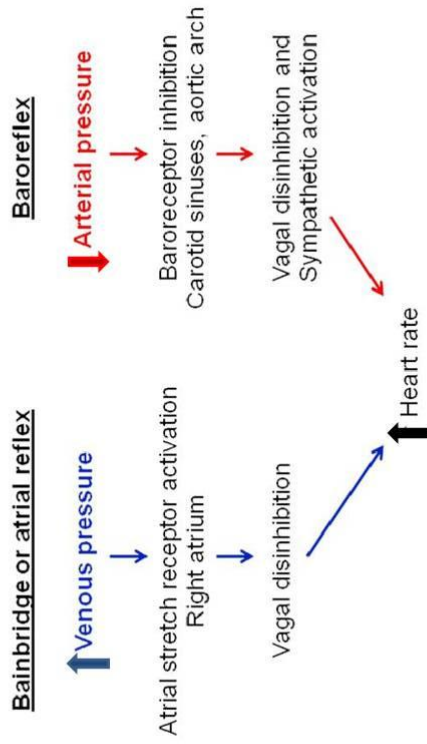 Bainbridge or atrial reflex
Venous pressure
Atrial stretch receptor activation
Right atrium
Vagal disinhibition
Baroreflex
Arterial pressure
Baroreceptor inhibition
Carotid sinuses, aortic arch
Vagal disinhibition and
Sympathetic activation
Heart rate